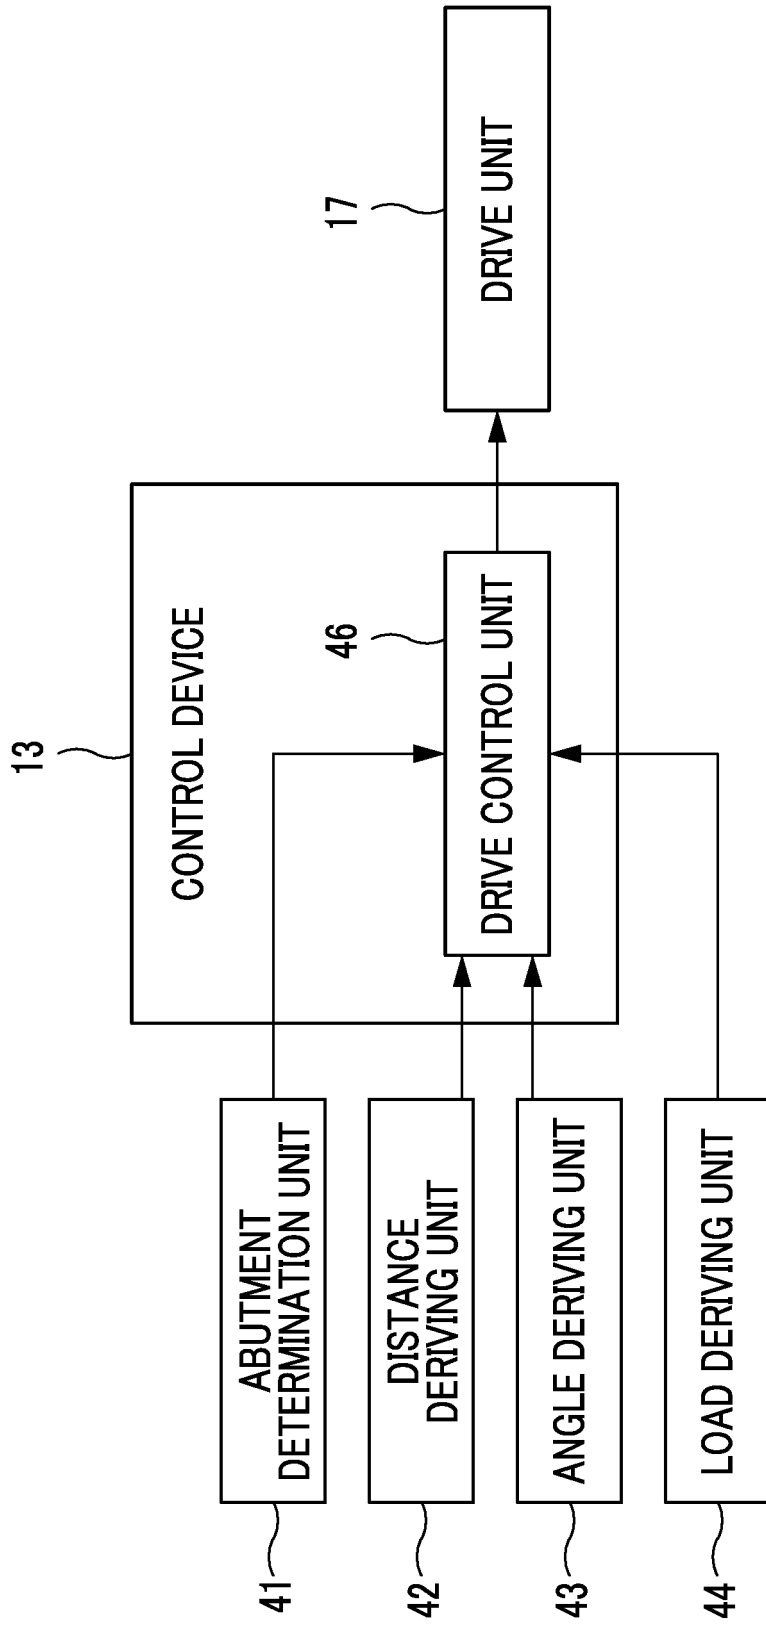 13
CONTROL DEVICE
41
ABUTMENT
DETERMINATION UNIT
42
DISTANCE
DERIVING UNIT
43
ANGLE DERIVING UNIT
44
LOAD DERIVING UNIT
46
DRIVE CONTROL UNIT
17
DRIVE UNIT